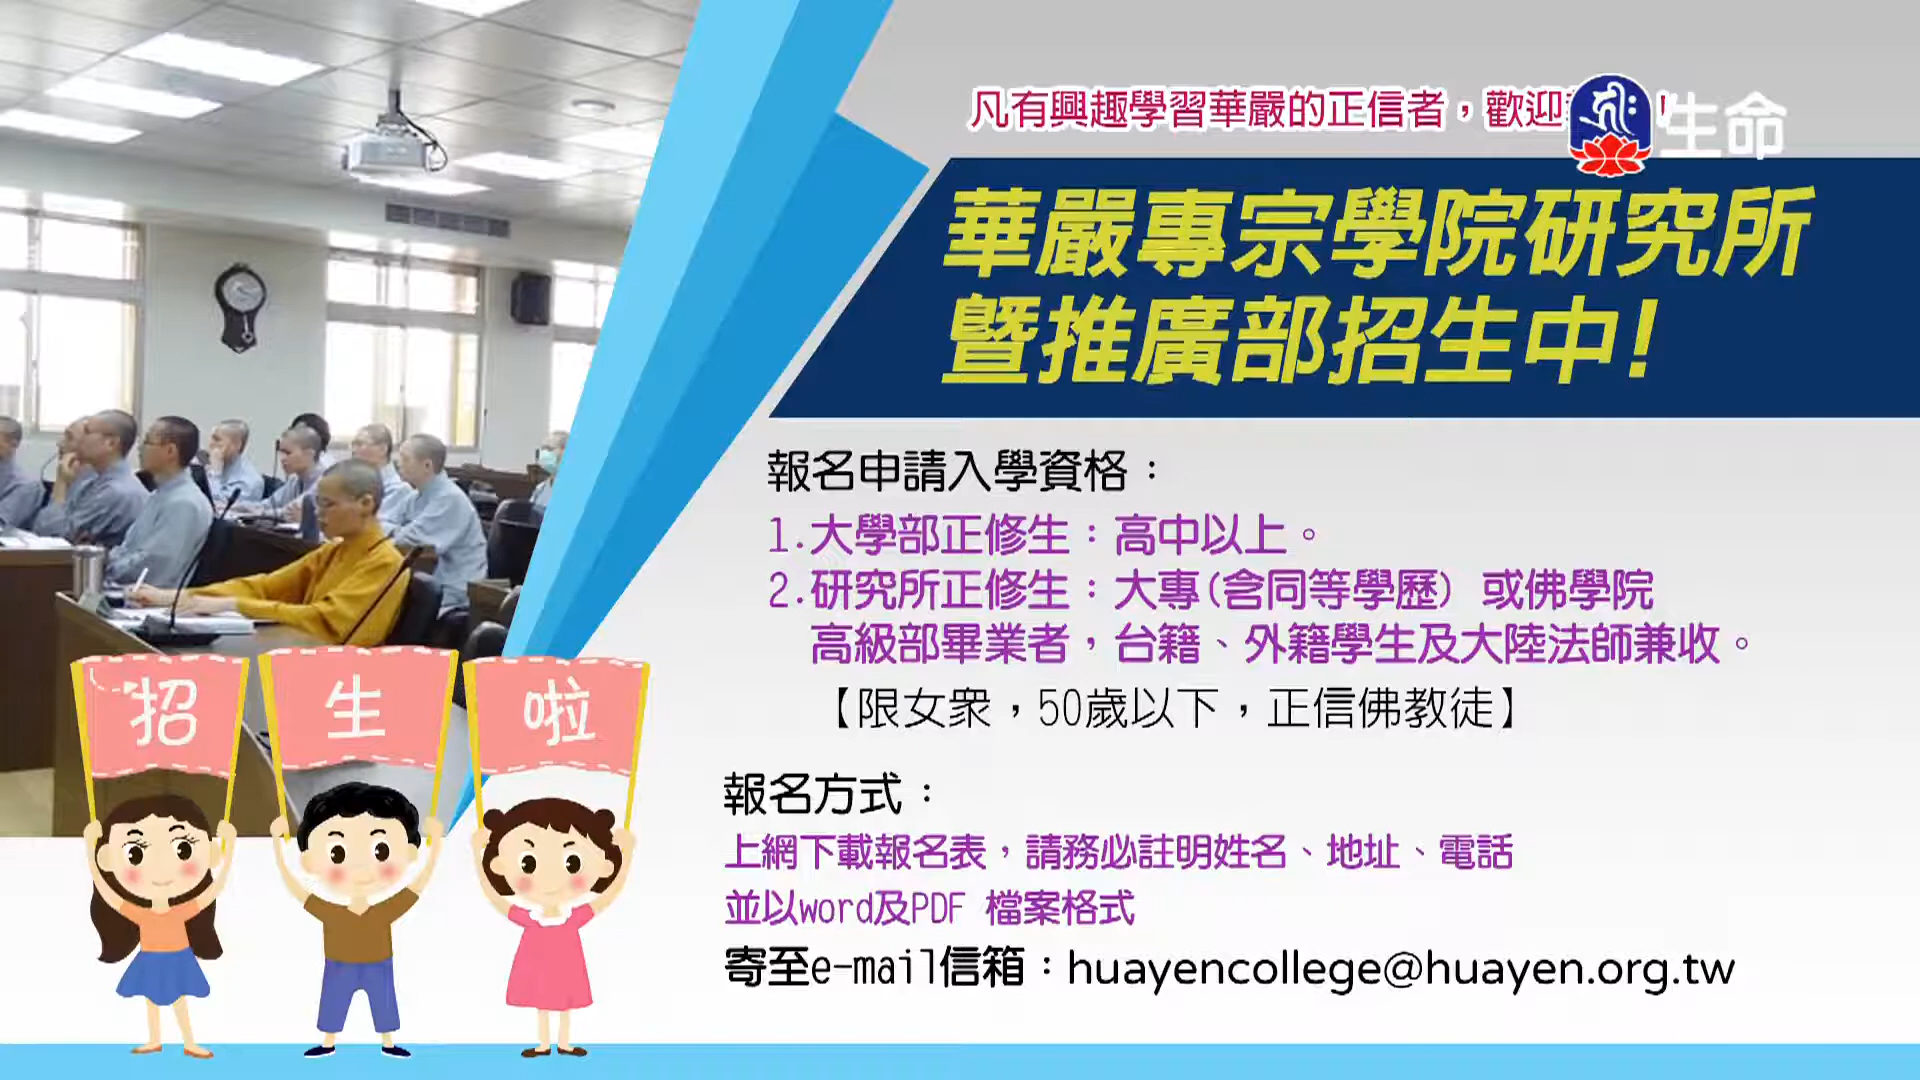 凡有興趣學習華嚴的正信者，歡迎
生命
華嚴專宗學院研究所
暨推廣部招生中!
報名申請入學資格：
1.大學部正修生：高中以上。
2.研究所正修生：大專(含同等學歷) 或佛學院
高級部畢業者，台籍、外籍學生及大陸法師兼收。
【限女衆，50歲以下，正信佛教徒】
招 生 啦
報名方式：
上網下載報名表，請務必註明姓名、地址、電話
並以word及PDF 檔案格式
寄至e-mail信箱：huayencollege@huayen.org.tw